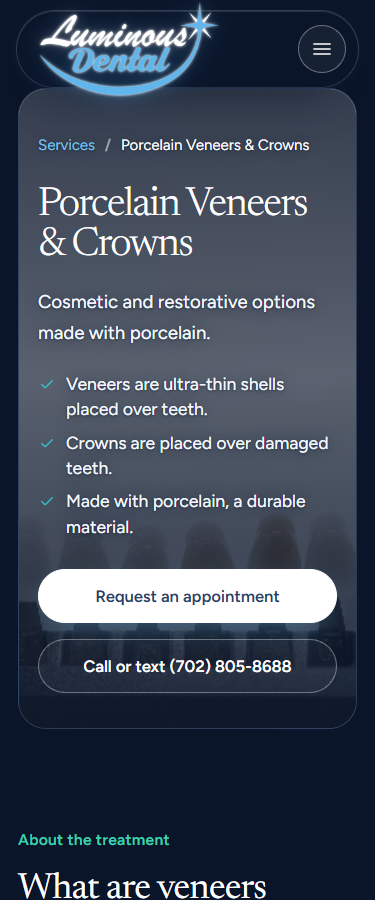 Luminous
Dental
Services / Porcelain Veneers & Crowns
Porcelain Veneers
& Crowns
Cosmetic and restorative options
made with porcelain.
Veneers are ultra-thin shells
placed over teeth.
Crowns are placed over damaged
teeth.
Made with porcelain, a durable
material.
Request an appointment
Call or text (702) 805-8688
About the treatment
What are veneers